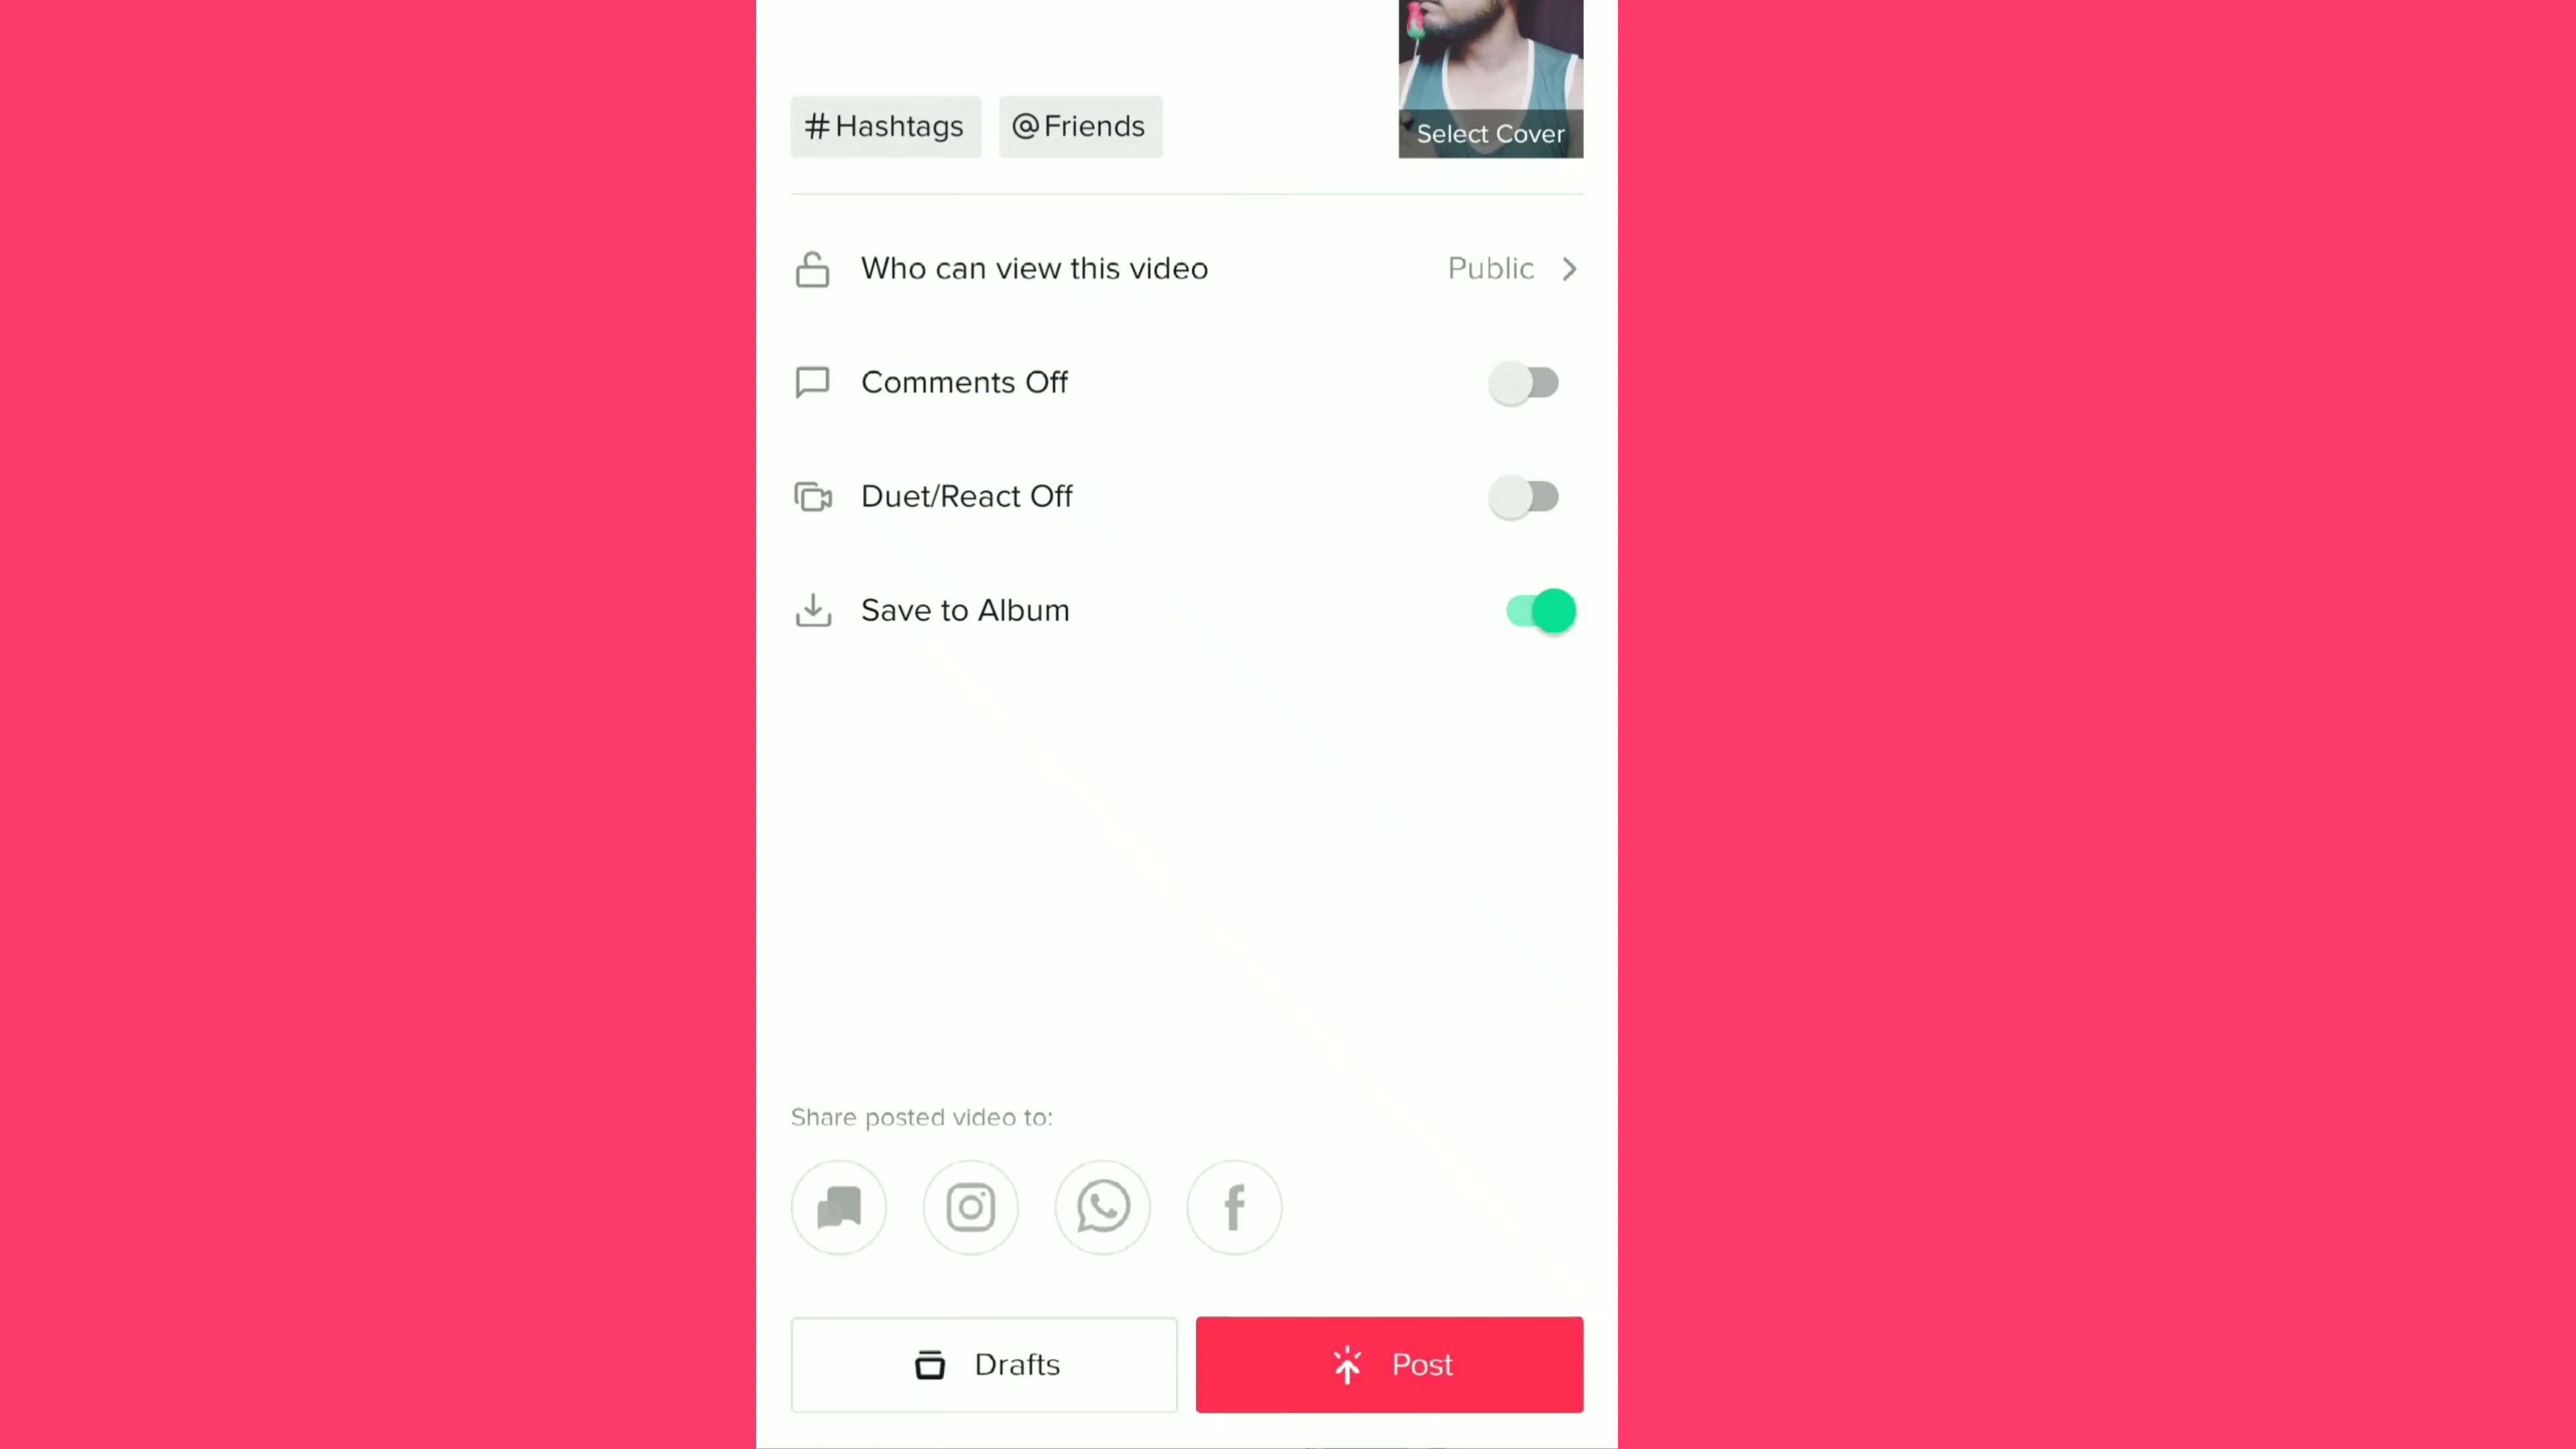 #Hashtags @Friends
Select Cover
Who can view this video Public
Comments Off
Duet/React Off
Save to Album
Share posted video to:
Drafts Post